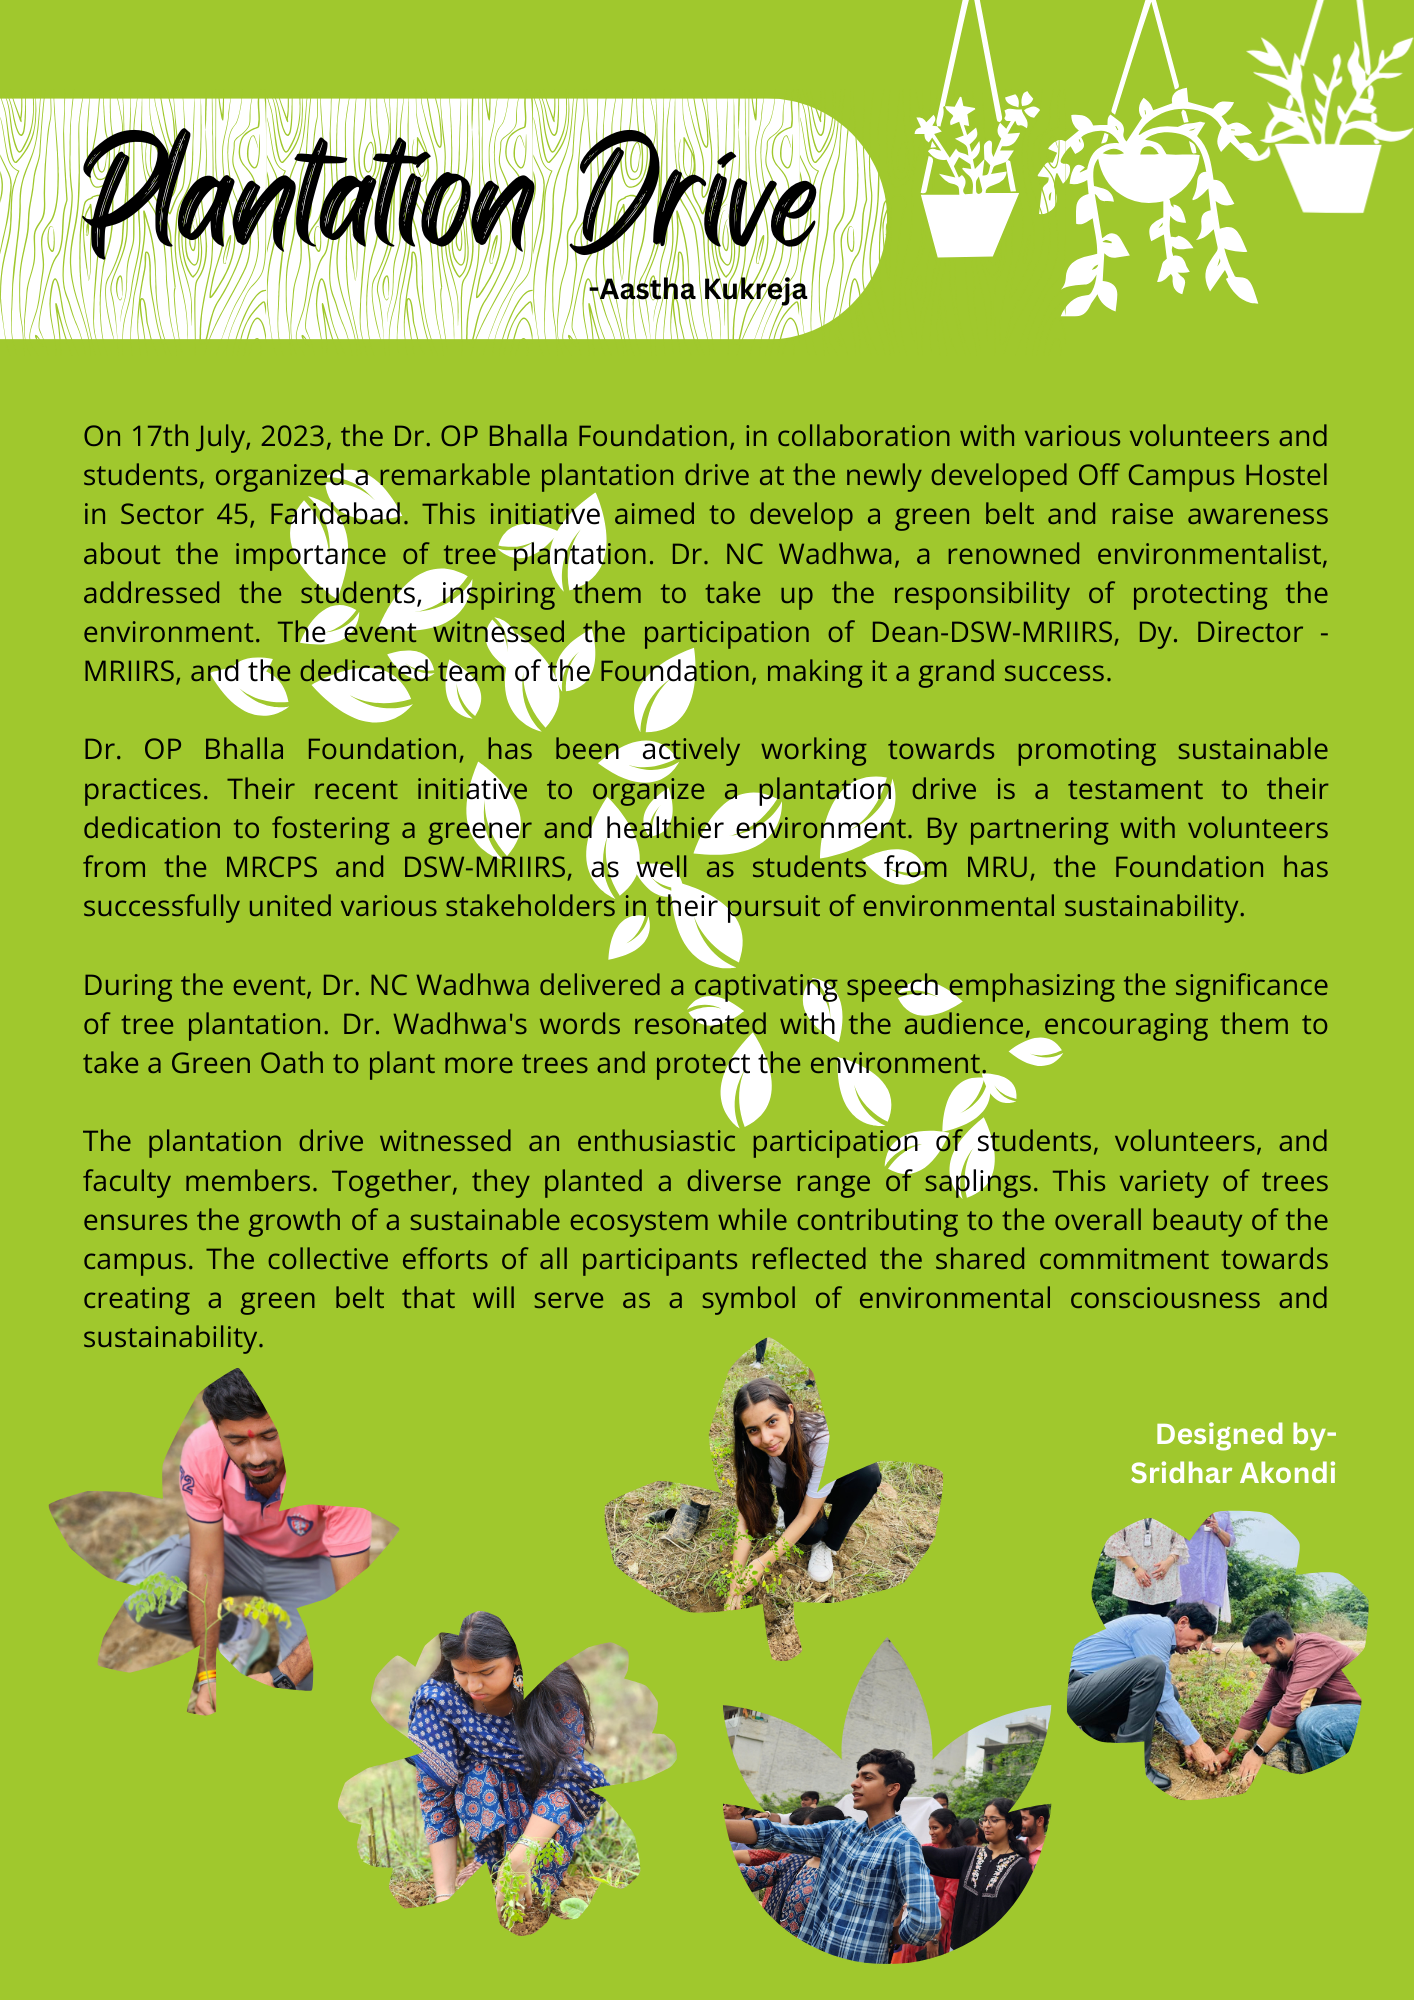 Plantation Drive
-Aastha Kukreja
On 17th July, 2023, the Dr. OP Bhalla Foundation, in collaboration with various volunteers and
students, organized a remarkable plantation drive at the newly developed Off Campus Hostel
in Sector 45, Faridabad. This initiative aimed to develop a green belt and raise awareness
about the importance of tree plantation. Dr. NC Wadhwa, a renowned environmentalist,
addressed the students, inspiring them to take up the responsibility of protecting the
environment. The event witnessed the participation of Dean-DSW-MRIIRS, Dy. Director -
MRIIRS, and the dedicated team of the Foundation, making it a grand success.
Dr. OP Bhalla Foundation, has been actively working towards promoting sustainable
practices. Their recent initiative to organize a plantation drive is a testament to their
dedication to fostering a greener and healthier environment. By partnering with volunteers
from the MRCPS and DSW-MRIIRS, as well as students from MRU, the Foundation has
successfully united various stakeholders in their pursuit of environmental sustainability.
During the event, Dr. NC Wadhwa delivered a captivating speech emphasizing the significance
of tree plantation. Dr. Wadhwa's words resonated with the audience, encouraging them to
take a Green Oath to plant more trees and protect the environment.
The plantation drive witnessed an enthusiastic participation of students, volunteers, and
faculty members. Together, they planted a diverse range of saplings. This variety of trees
ensures the growth of a sustainable ecosystem while contributing to the overall beauty of the
campus. The collective efforts of all participants reflected the shared commitment towards
creating a green belt that will serve as a symbol of environmental consciousness and
sustainability.
Designed by-
Sridhar Akondi